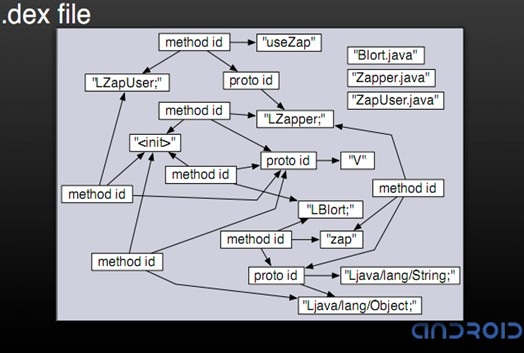 .dex file
method id
"useZap"
"Blort.java"
"LZapUser;"
proto id
"Zapper.java"
"ZapUser.java"
method id
"LZapper;"
"<init>"
proto id
"V"
method id
method id
method id
"LBlort;"
method id
"zap"
method id
proto id
"Ljava/lang/String;"
"Ljava/lang/Object;"
ANDROID